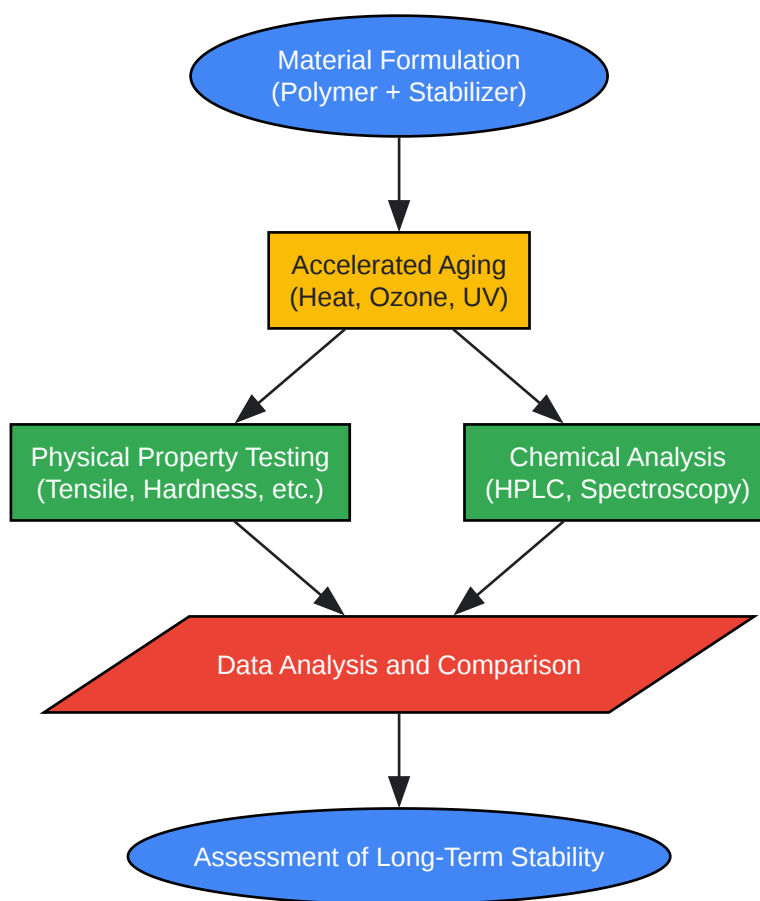 Material Formulation
(Polymer + Stabilizer)
Accelerated Aging
(Heat, Ozone, UV)
Physical Property Testing
(Tensile, Hardness, etc.)
Chemical Analysis
(HPLC, Spectroscopy)
Data Analysis and Comparison
Assessment of Long-Term Stability